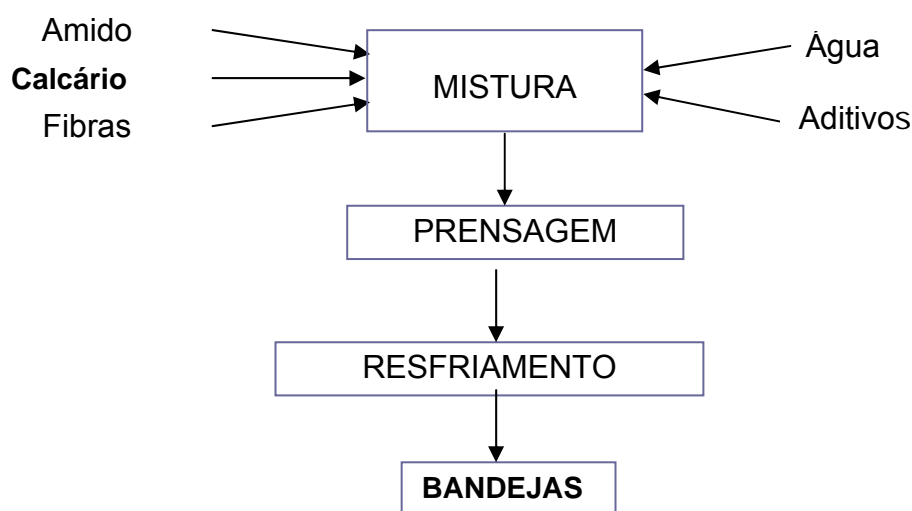 Amido
Calcário
Fibras
MISTURA
Água
Aditivos
PRENSAGEM
RESFRIAMENTO
BANDEJAS